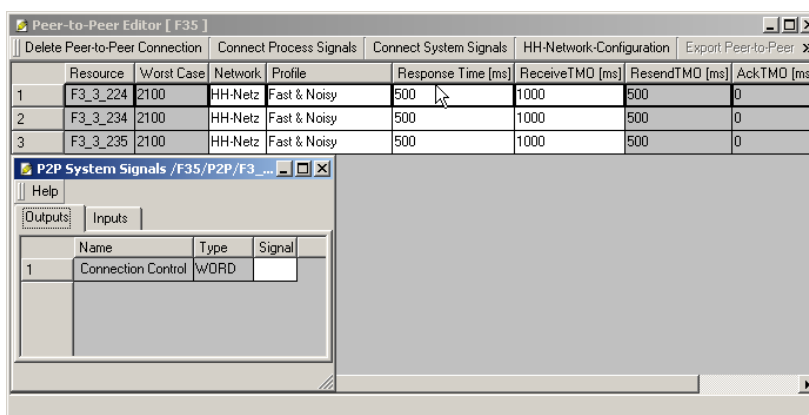 Peer-to-Peer Editor [ F35 ]
Delete Peer-to-Peer Connection Connect Process Signals Connect System Signals HH-Network-Configuration Export Peer-to-Peer »
Resource Worst Case Network Profile Response Time [ms] ReceiveTMO [ms] ResendTMO [ms] AckTMO [ms
1 F3_3_224 2100 HH-Netz Fast & Noisy 500 1000 500 0
2 F3_3_234 2100 HH-Netz Fast & Noisy 500 1000 500 0
3 F3_3_235 2100 HH-Netz Fast & Noisy 500 1000 500 0
P2P System Signals /F35/P2P/F3_...
Help
Outputs Inputs
Name Type Signal
1 Connection Control WORD